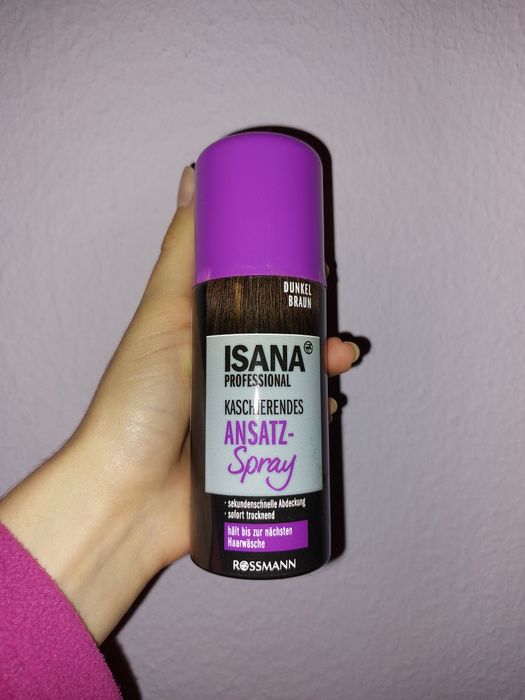 DUNKEL
BRAUN
ISANA
PROFESSIONAL
KASCHIERENDES
ANSATZ-
Spray
· sekundenschnelle Abdeckung
· sofort trocknend
hält bis zur nächsten
Haarwäsche
ROSSMANN